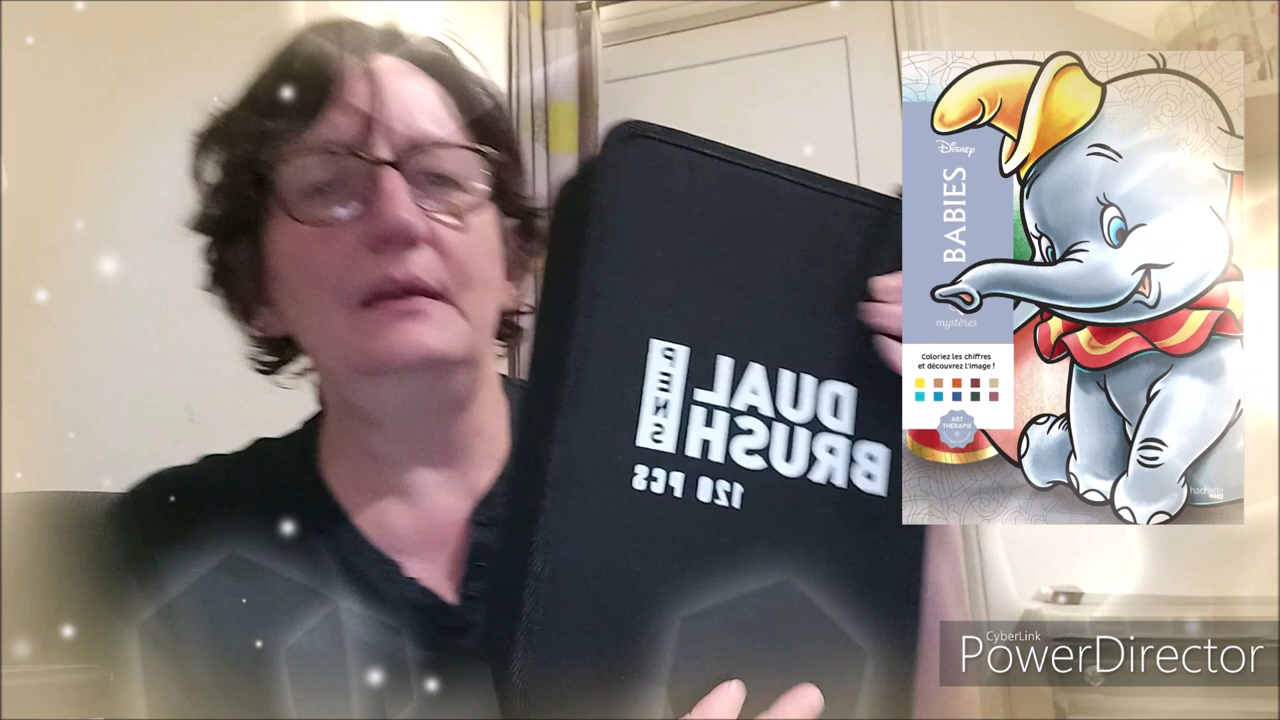 DUAL
BRUSH
PENS
120 PCS
Disney
BABIES
mystères
Coloriez les chiffres
et découvrez l'image !
ART
THÉRAPIE
hachette
CyberLink
PowerDirector